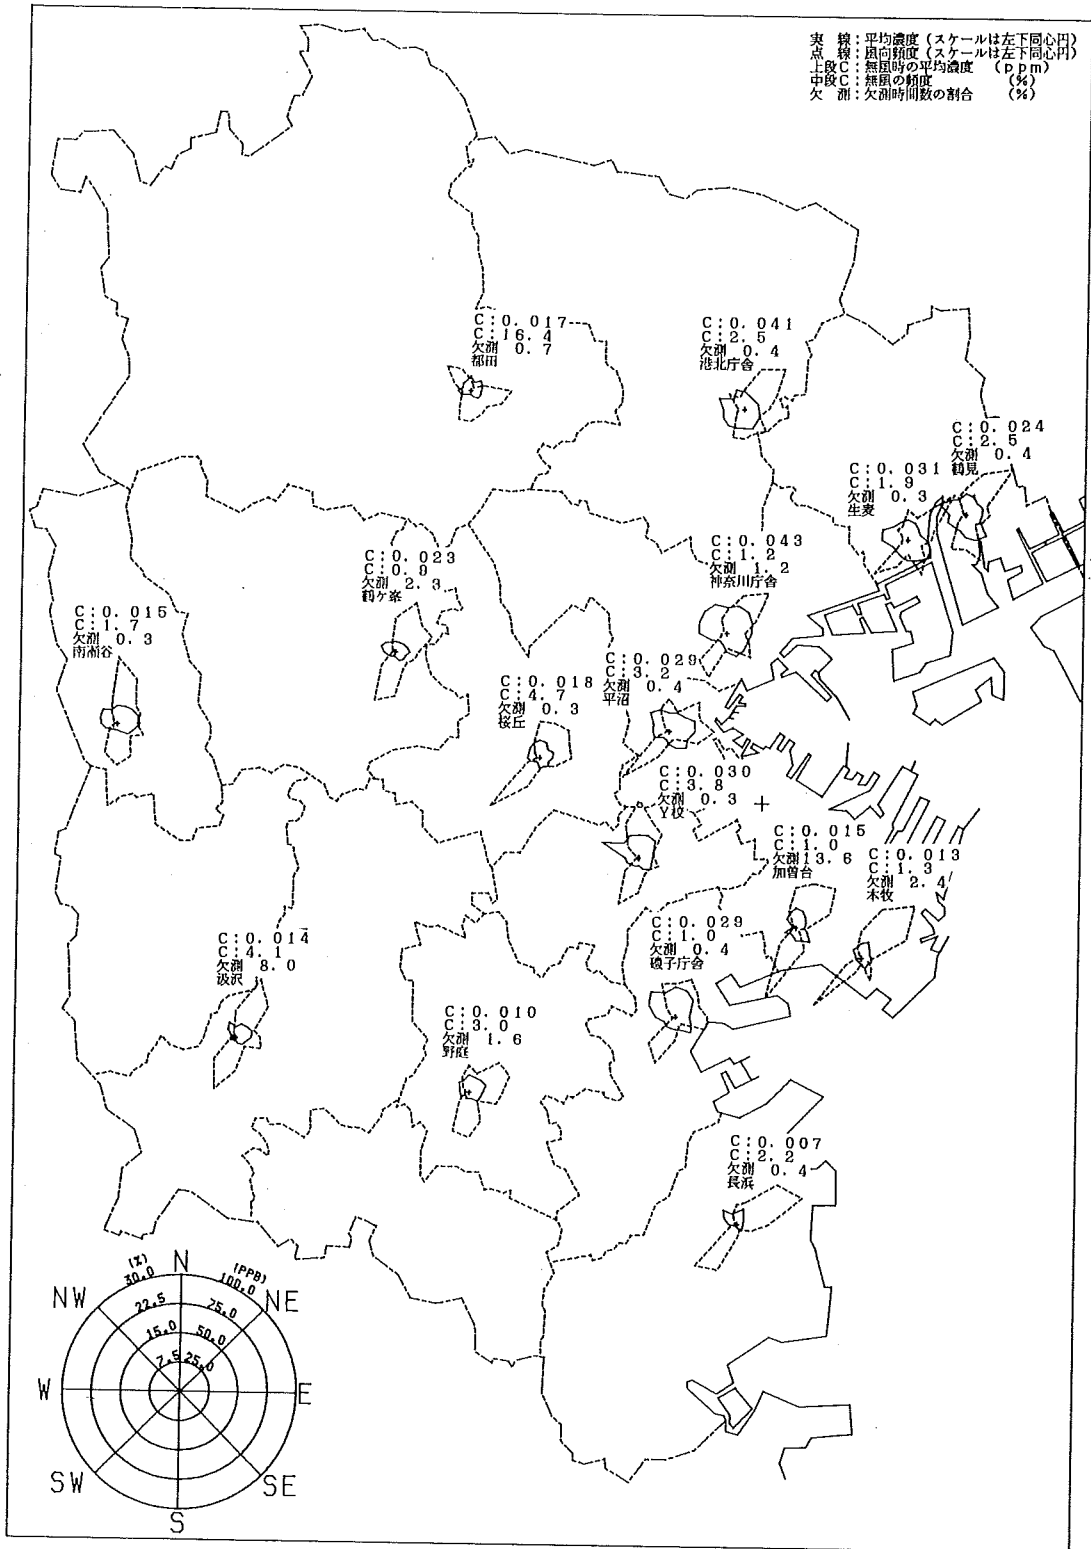 実 線：平均濃度（スケールは左下同心円）
点 線：風向頻度（スケールは左下同心円）
上段C：無風時の平均濃度 （ppm）
中段C：無風の頻度 （%）
欠 測：欠測時間数の割合 （%）
C：0.017
C：16.4
欠測 0.7
都田
C：0.041
C：2.5
欠測 0.4
港北庁舎
C：0.024
C：2.5
欠測 0.4
鶴見
C：0.031
C：1.9
欠測 0.3
生麦
C：0.043
C：1.2
欠測 1.2
神奈川庁舎
C：0.023
C：0.9
欠測 2.3
鶴ケ峯
C：0.015
C：1.7
欠測 0.3
南瀬谷
C：0.029
C：3.2
欠測 0.4
平沼
C：0.018
C：4.7
欠測 0.3
桜丘
C：0.030
C：3.8
欠測 0.3
Y校
C：0.015
C：1.0
欠測13.6
加曽台
C：0.013
C：1.3
欠測 2.4
本牧
C：0.029
C：1.0
欠測 0.4
磯子庁舎
C：0.014
C：4.1
欠測 8.0
汲沢
C：0.010
C：3.0
欠測 1.6
野庭
C：0.007
C：2.2
欠測 0.4
長浜
(%) N (PPB)
30.0 100.0
NW NE
22.5 75.0
15.0 50.0
7.5 25.0
W E
SW SE
S